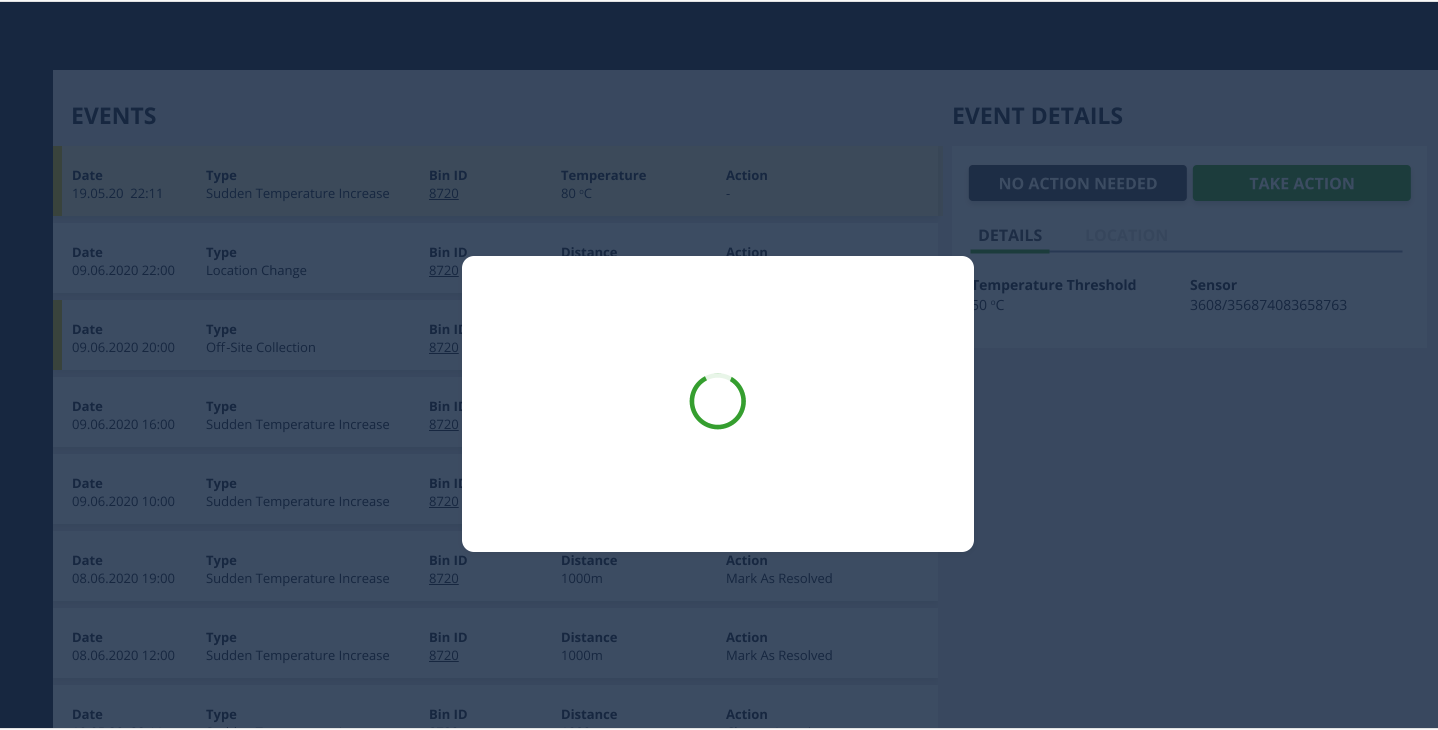 EVENTS
EVENT DETAILS
Date Type Bin ID Temperature Action
19.05.20 22:11 Sudden Temperature Increase 8720 80 °C -
NO ACTION NEEDED TAKE ACTION
DETAILS LOCATION
Date Type Bin ID Distance Action
09.06.2020 22:00 Location Change 8720
Temperature Threshold Sensor
60 °C 3608/356874083658763
Date Type Bin ID
09.06.2020 20:00 Off-Site Collection 8720
Date Type Bin ID
09.06.2020 16:00 Sudden Temperature Increase 8720
Date Type Bin ID
09.06.2020 10:00 Sudden Temperature Increase 8720
Date Type Bin ID Distance Action
08.06.2020 19:00 Sudden Temperature Increase 8720 1000m Mark As Resolved
Date Type Bin ID Distance Action
08.06.2020 12:00 Sudden Temperature Increase 8720 1000m Mark As Resolved
Date Type Bin ID Distance Action